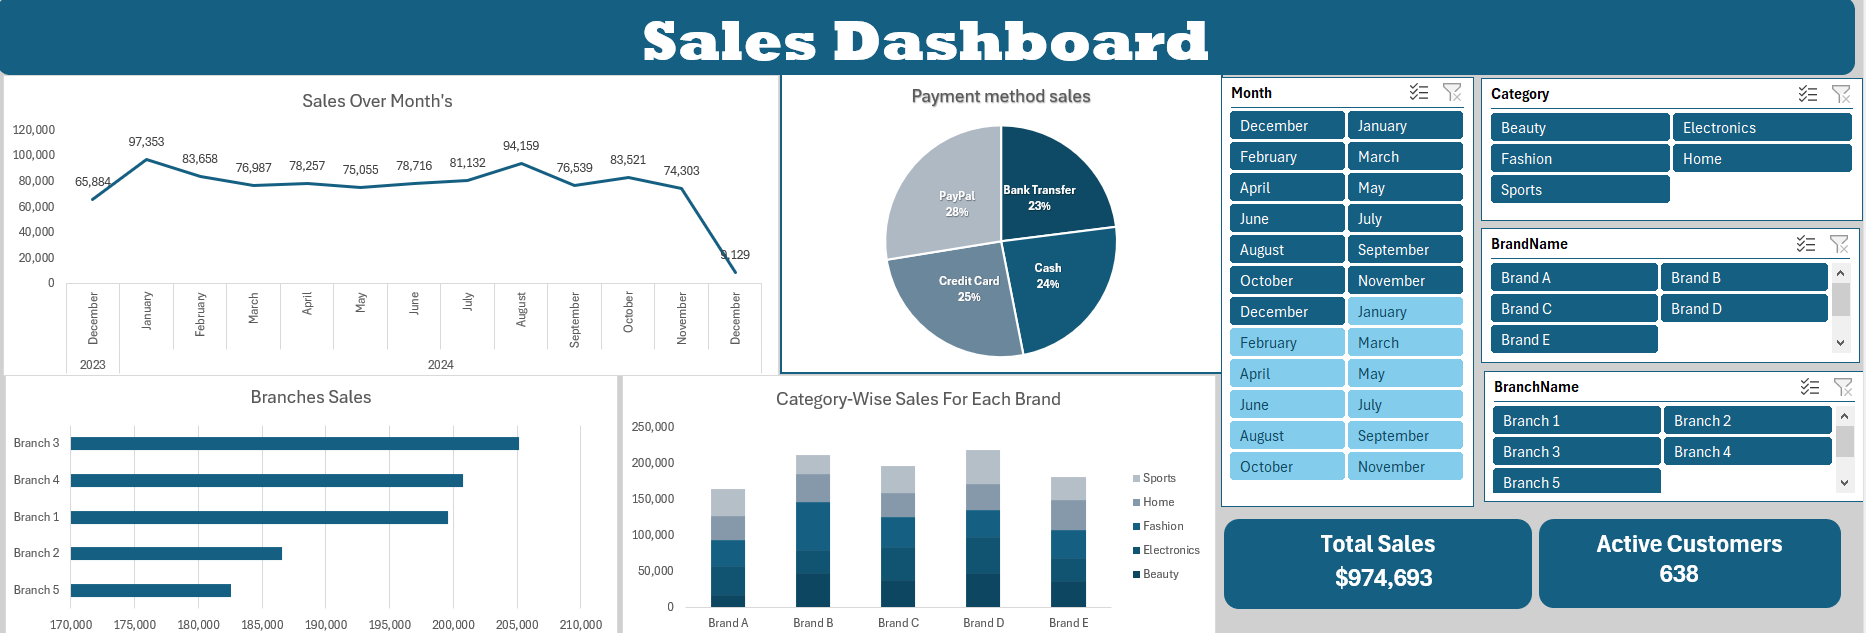 Sales Dashboard
Sales Over Month's
120,000
100,000
80,000
60,000
40,000
20,000
0
65,884
97,353
83,658
76,987
78,257
75,055
78,716
81,132
94,159
76,539
83,521
74,303
9,129
December
January
February
March
April
May
June
July
August
September
October
November
December
2023
2024
Payment method sales
PayPal
28%
Bank Transfer
23%
Credit Card
25%
Cash
24%
Month
December
January
February
March
April
May
June
July
August
September
October
November
December
January
February
March
April
May
June
July
August
September
October
November
Category
Beauty
Electronics
Fashion
Home
Sports
BrandName
Brand A
Brand B
Brand C
Brand D
Brand E
BranchName
Branch 1
Branch 2
Branch 3
Branch 4
Branch 5
Branches Sales
Branch 3
Branch 4
Branch 1
Branch 2
Branch 5
170,000
175,000
180,000
185,000
190,000
195,000
200,000
205,000
210,000
Category-Wise Sales For Each Brand
250,000
200,000
150,000
100,000
50,000
0
Brand A
Brand B
Brand C
Brand D
Brand E
Sports
Home
Fashion
Electronics
Beauty
Total Sales
$974,693
Active Customers
638